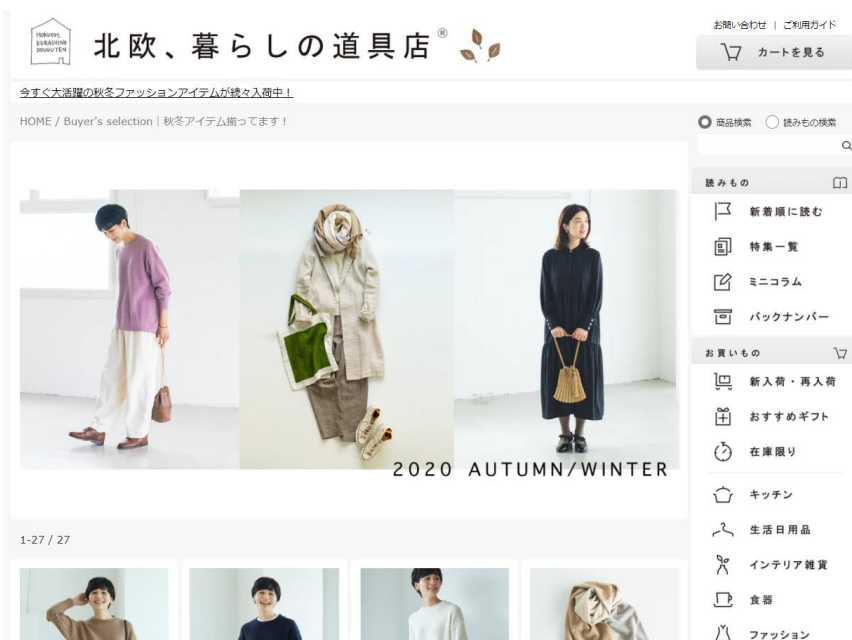 HOKUOH,
KURASHINO
DOUGUTEN
北欧、暮らしの道具店®
お問い合わせ | ご利用ガイド
カートを見る
今すぐ大活躍の秋冬ファッションアイテムが続々入荷中！
HOME / Buyer's selection｜秋冬アイテム揃ってます！
商品検索 読みもの検索
読みもの
新着順に読む
特集一覧
ミニコラム
バックナンバー
お買いもの
新入荷・再入荷
おすすめギフト
在庫限り
キッチン
生活日用品
インテリア雑貨
食器
ファッション
2020 AUTUMN/WINTER
1-27 / 27